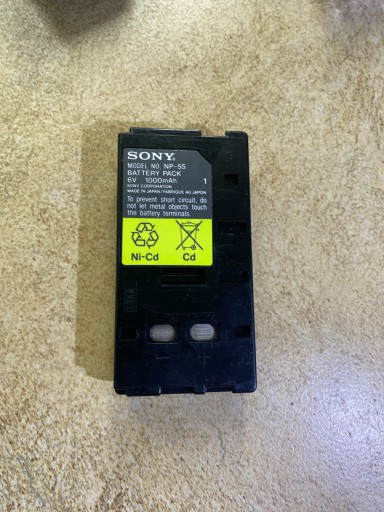 SONY
MODEL NO. NP-55
BATTERY PACK
6V 1000mAh 1
SONY CORPORATION
MADE IN JAPAN/FABRIQUÉ AU JAPON
To prevent short circuit, do
not let metal objects touch
the battery terminals.
Ni-Cd Cd
− +